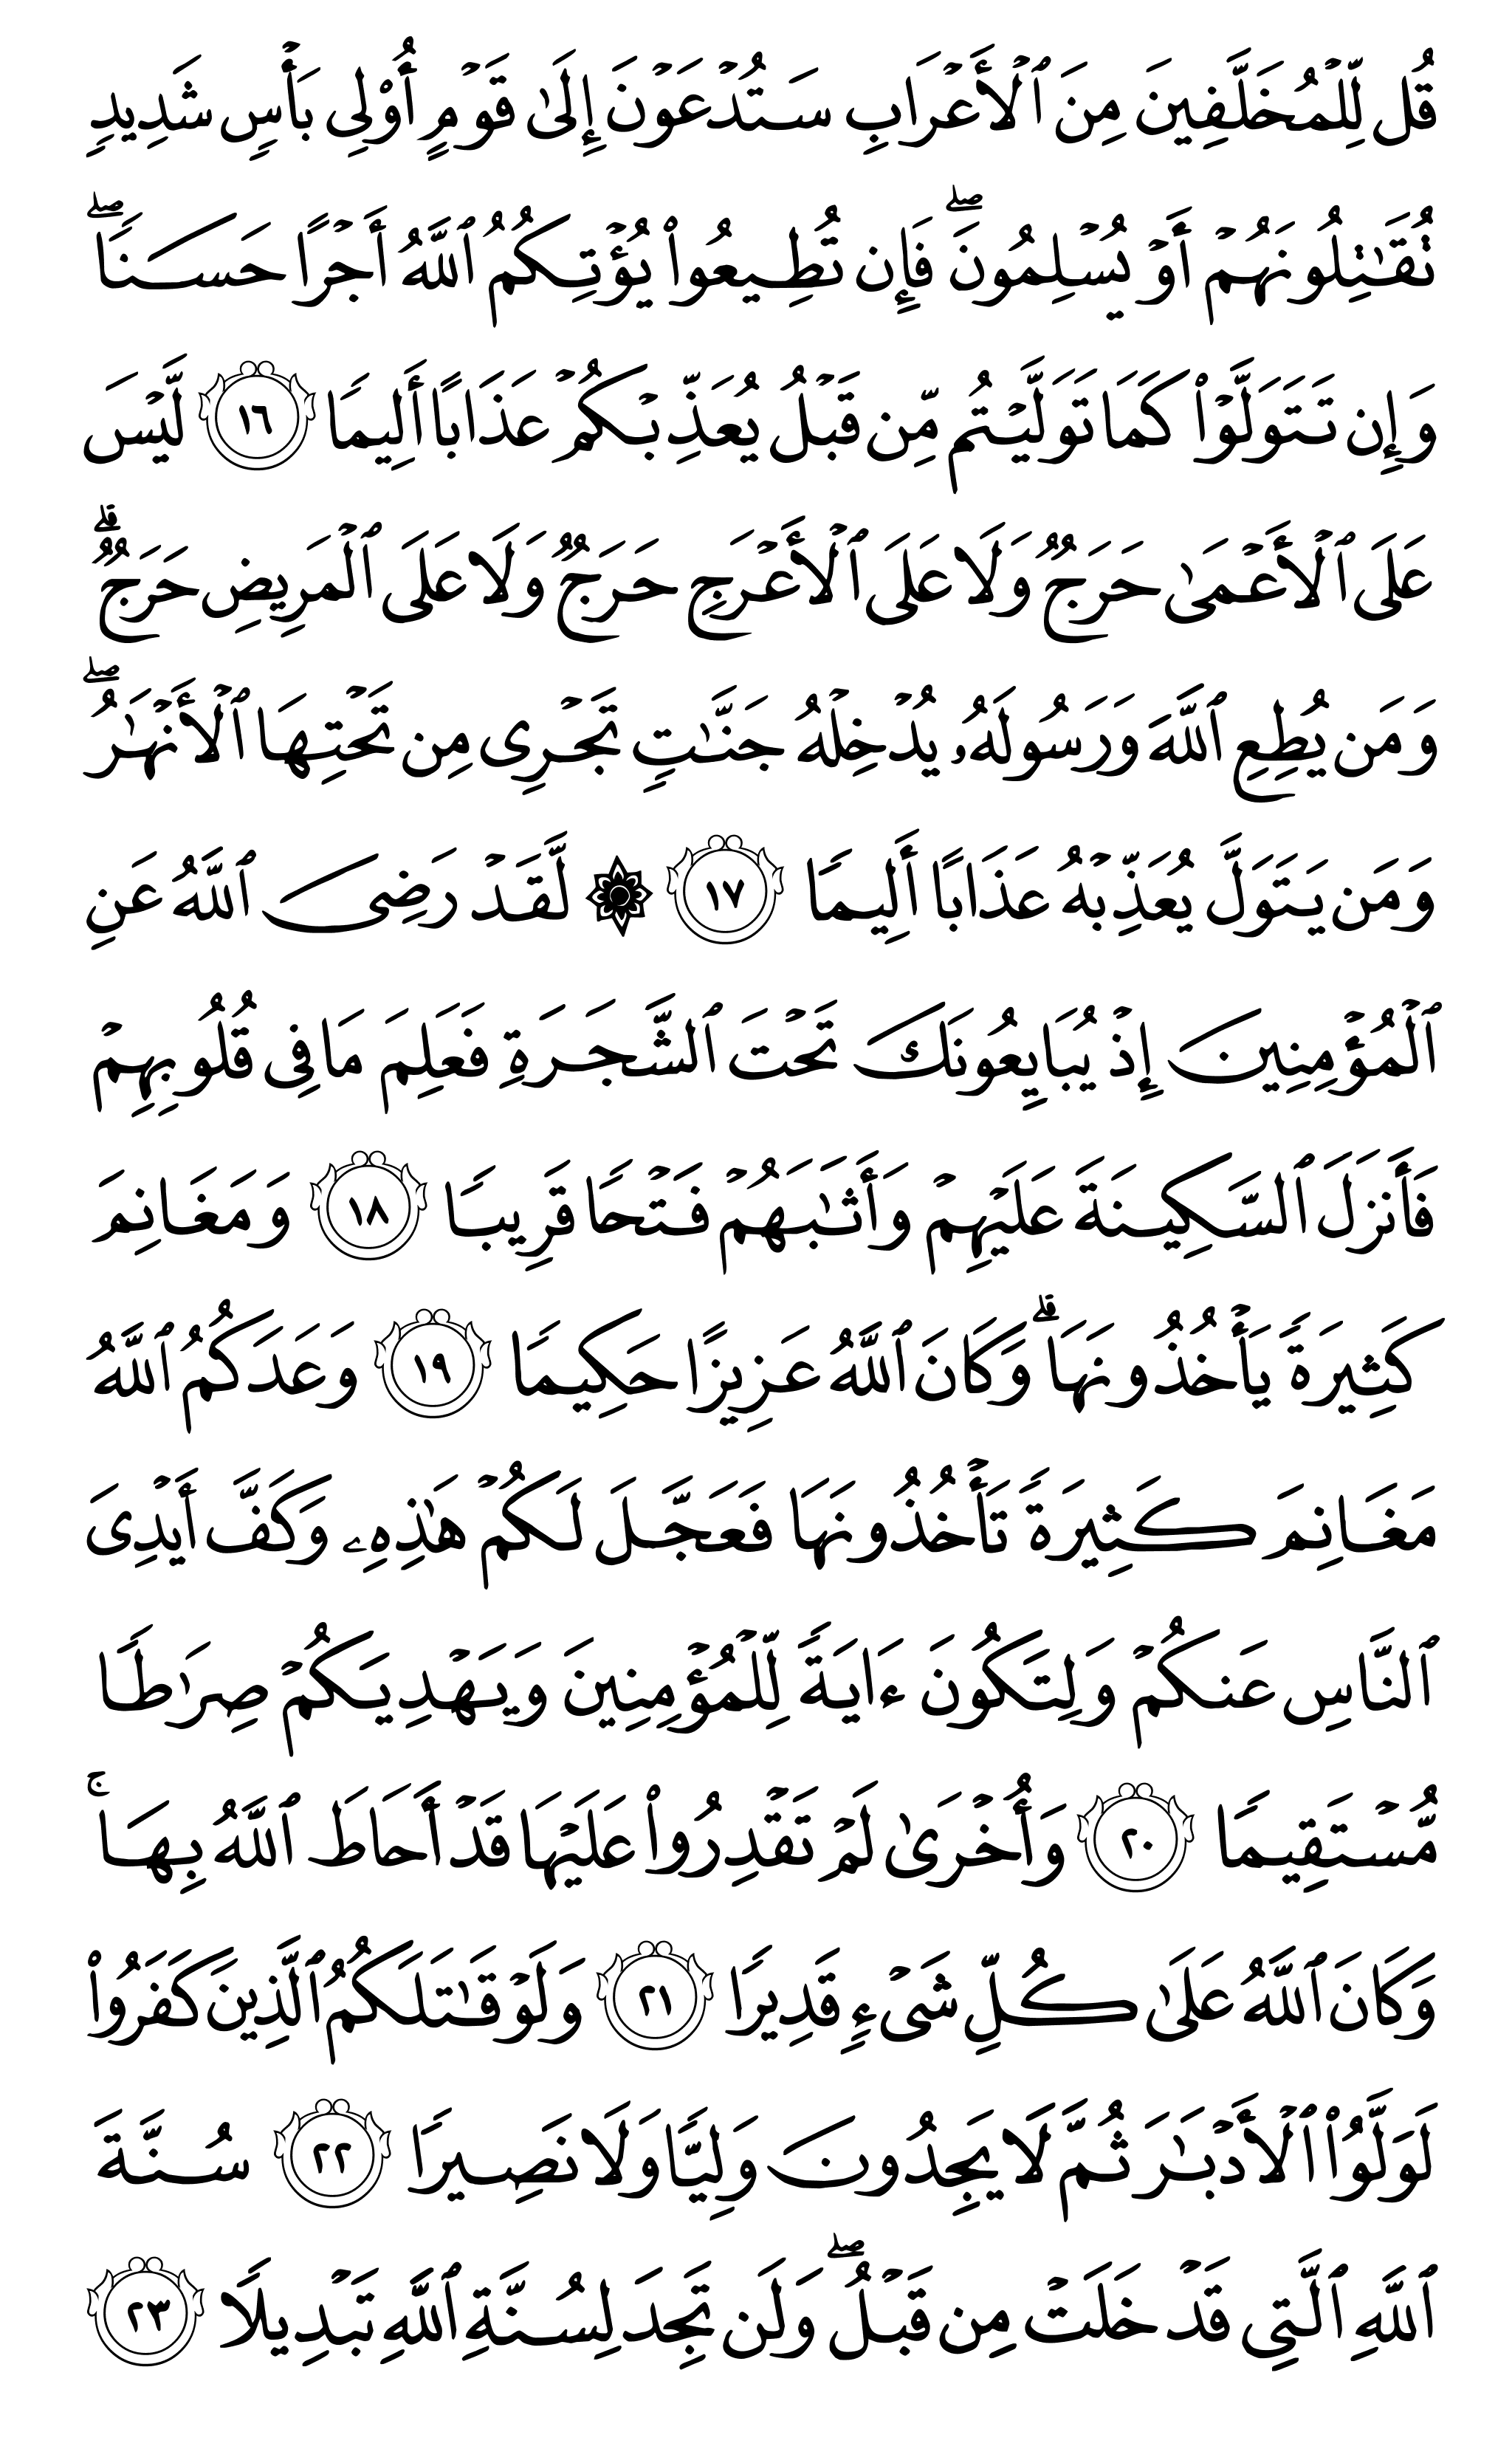 قُل لِّلْمُخَلَّفِينَ مِنَ ٱلْأَعْرَابِ سَتُدْعَوْنَ إِلَىٰ قَوْمٍ أُو۟لِى بَأْسٍ شَدِيدٍ
تُقَـٰتِلُونَهُمْ أَوْ يُسْلِمُونَ ۖ فَإِن تُطِيعُوا۟ يُؤْتِكُمُ ٱللَّهُ أَجْرًا حَسَنًا ۖ
وَإِن تَتَوَلَّوْا۟ كَمَا تَوَلَّيْتُم مِّن قَبْلُ يُعَذِّبْكُمْ عَذَابًا أَلِيمًا ١٦ لَّيْسَ
عَلَى ٱلْأَعْمَىٰ حَرَجٌ وَلَا عَلَى ٱلْأَعْرَجِ حَرَجٌ وَلَا عَلَى ٱلْمَرِيضِ حَرَجٌ ۗ
وَمَن يُطِعِ ٱللَّهَ وَرَسُولَهُۥ يُدْخِلْهُ جَنَّـٰتٍ تَجْرِى مِن تَحْتِهَا ٱلْأَنْهَـٰرُ ۖ
وَمَن يَتَوَلَّ يُعَذِّبْهُ عَذَابًا أَلِيمًا ١٧ ۞ لَّقَدْ رَضِىَ ٱللَّهُ عَنِ
ٱلْمُؤْمِنِينَ إِذْ يُبَايِعُونَكَ تَحْتَ ٱلشَّجَرَةِ فَعَلِمَ مَا فِى قُلُوبِهِمْ
فَأَنزَلَ ٱلسَّكِينَةَ عَلَيْهِمْ وَأَثَـٰبَهُمْ فَتْحًا قَرِيبًا ١٨ وَمَغَانِمَ
كَثِيرَةً يَأْخُذُونَهَا ۗ وَكَانَ ٱللَّهُ عَزِيزًا حَكِيمًا ١٩ وَعَدَكُمُ ٱللَّهُ
مَغَانِمَ كَثِيرَةً تَأْخُذُونَهَا فَعَجَّلَ لَكُمْ هَـٰذِهِۦ وَكَفَّ أَيْدِىَ
ٱلنَّاسِ عَنكُمْ وَلِتَكُونَ ءَايَةً لِّلْمُؤْمِنِينَ وَيَهْدِيَكُمْ صِرَٰطًا
مُّسْتَقِيمًا ٢٠ وَأُخْرَىٰ لَمْ تَقْدِرُوا۟ عَلَيْهَا قَدْ أَحَاطَ ٱللَّهُ بِهَا ۚ
وَكَانَ ٱللَّهُ عَلَىٰ كُلِّ شَىْءٍ قَدِيرًا ٢١ وَلَوْ قَـٰتَلَكُمُ ٱلَّذِينَ كَفَرُوا۟
لَوَلَّوُا۟ ٱلْأَدْبَـٰرَ ثُمَّ لَا يَجِدُونَ وَلِيًّا وَلَا نَصِيرًا ٢٢ سُنَّةَ
ٱللَّهِ ٱلَّتِى قَدْ خَلَتْ مِن قَبْلُ ۖ وَلَن تَجِدَ لِسُنَّةِ ٱللَّهِ تَبْدِيلًا ٢٣